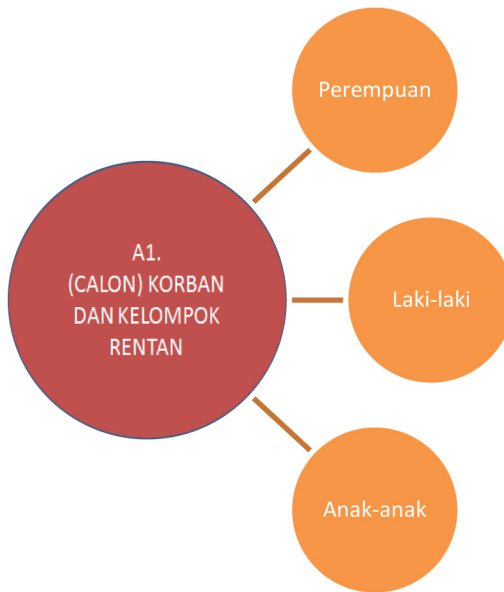 Perempuan
A1.
(CALON) KORBAN
DAN KELOMPOK
RENTAN
Laki-laki
Anak-anak